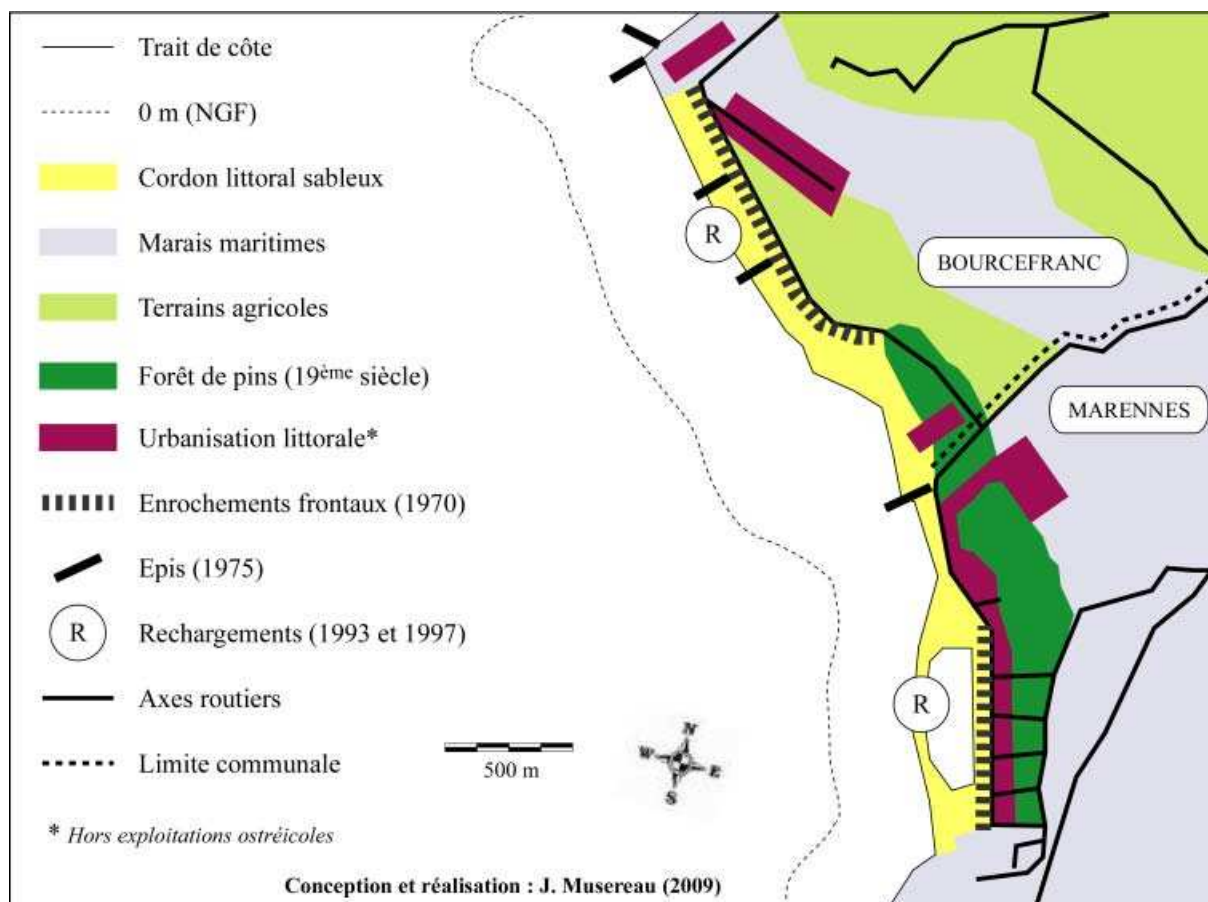 Trait de côte
0 m (NGF)
Cordon littoral sableux
Marais maritimes
Terrains agricoles
Forêt de pins (19ème siècle)
Urbanisation littorale*
Enrochements frontaux (1970)
Epis (1975)
R Rechargements (1993 et 1997)
Axes routiers
Limite communale
* Hors exploitations ostréicoles
500 m
N
W
E
S
Conception et réalisation : J. Musereau (2009)
R
BOURCEFRANC
MARENNES
R